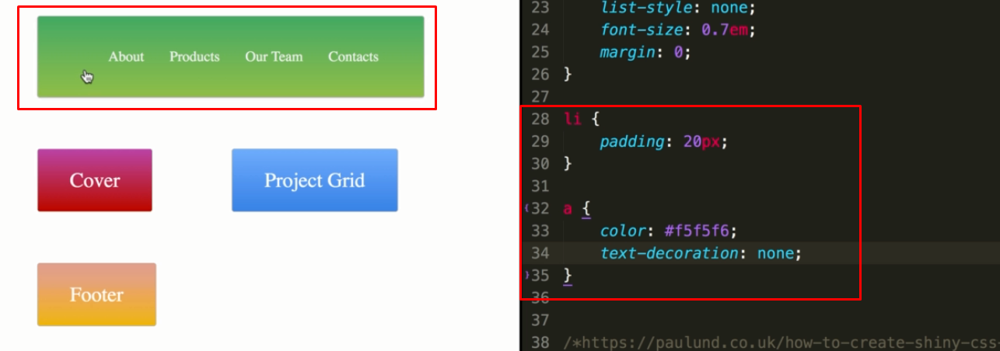 About Products Our Team Contacts
Cover Project Grid
Footer
23 list-style: none;
24 font-size: 0.7em;
25 margin: 0;
26 }
27
28 li {
29 padding: 20px;
30 }
31
32 a {
33 color: #f5f5f6;
34 text-decoration: none;
35 }
36
37
38 /*https://paulund.co.uk/how-to-create-shiny-css-